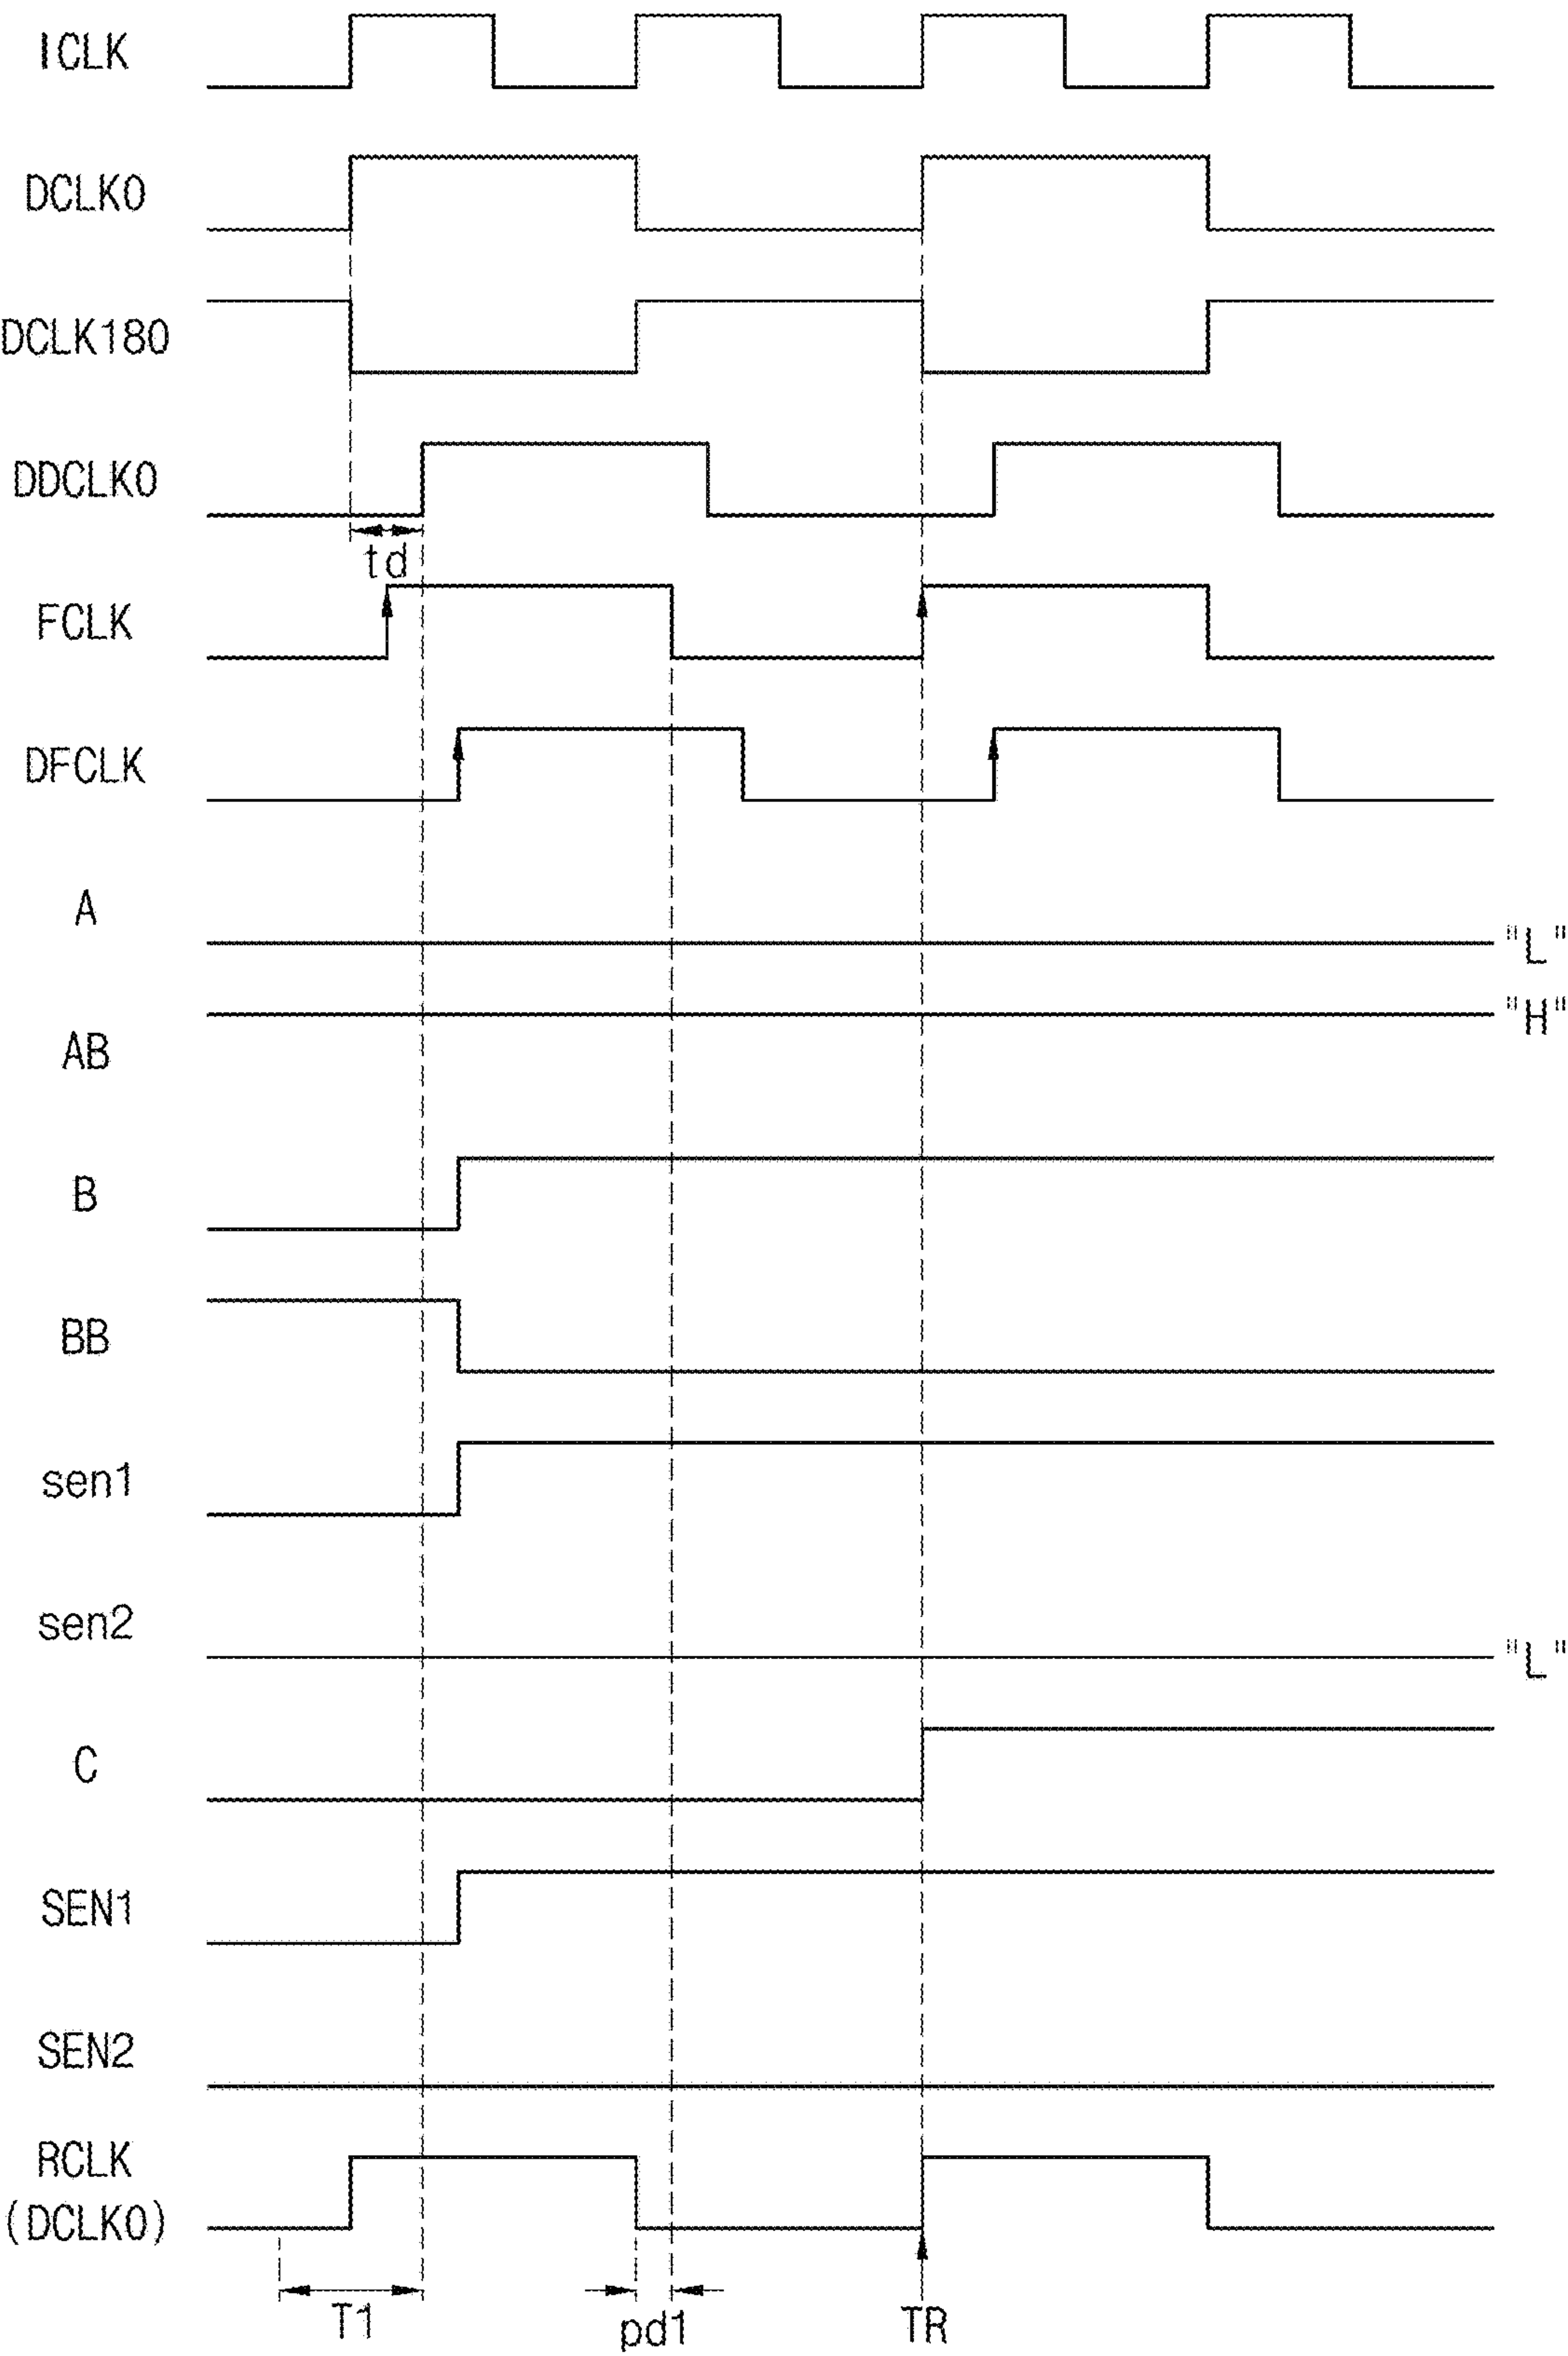 ICLK
DCLK0
DCLK180
DDCLK0
td
FCLK
DFCLK
A
"L"
"H"
AB
B
BB
sen1
sen2
"L"
C
SEN1
SEN2
RCLK
(DCLK0)
T1
pd1
TR